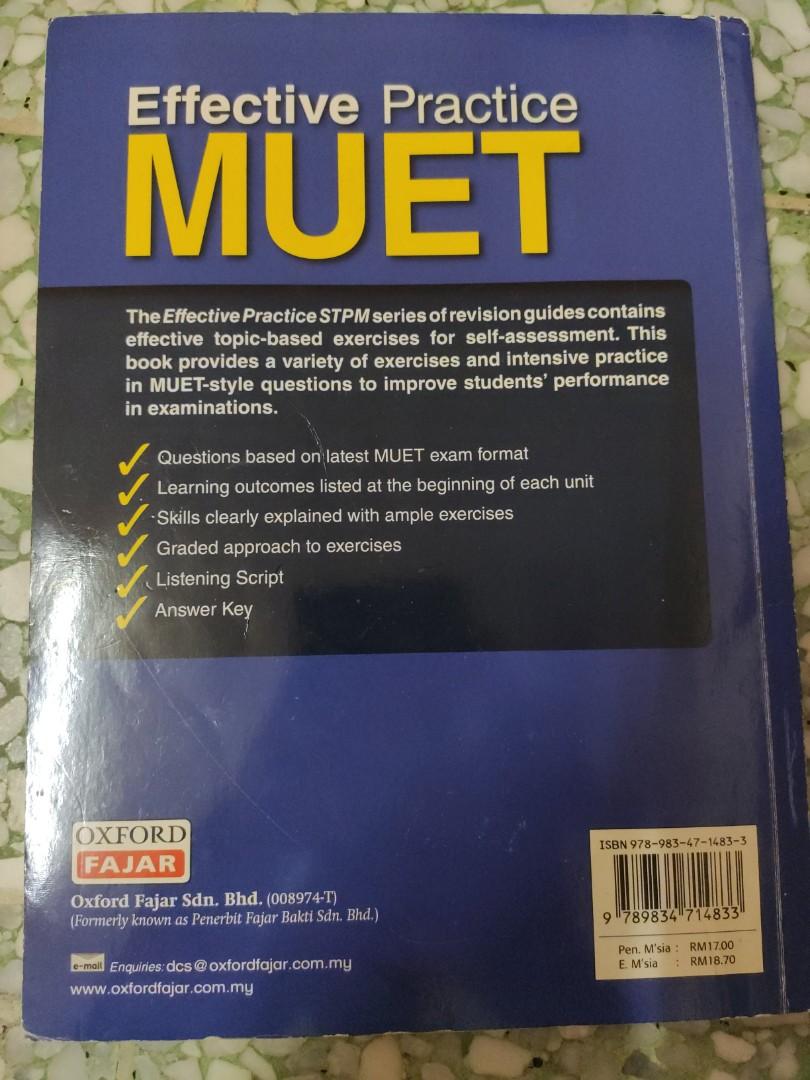 Effective Practice
MUET
The Effective Practice STPM series of revision guides contains
effective topic-based exercises for self-assessment. This
book provides a variety of exercises and intensive practice
in MUET-style questions to improve students' performance
in examinations.
Questions based on latest MUET exam format
Learning outcomes listed at the beginning of each unit
Skills clearly explained with ample exercises
Graded approach to exercises
Listening Script
Answer Key
OXFORD
FAJAR
Oxford Fajar Sdn. Bhd. (008974-T)
(Formerly known as Penerbit Fajar Bakti Sdn. Bhd.)
e-mail Enquiries: dcs@oxfordfajar.com.my
www.oxfordfajar.com.my
ISBN 978-983-47-1483-3
9 789834 714833
Pen. M'sia : RM17.00
E. M'sia : RM18.70